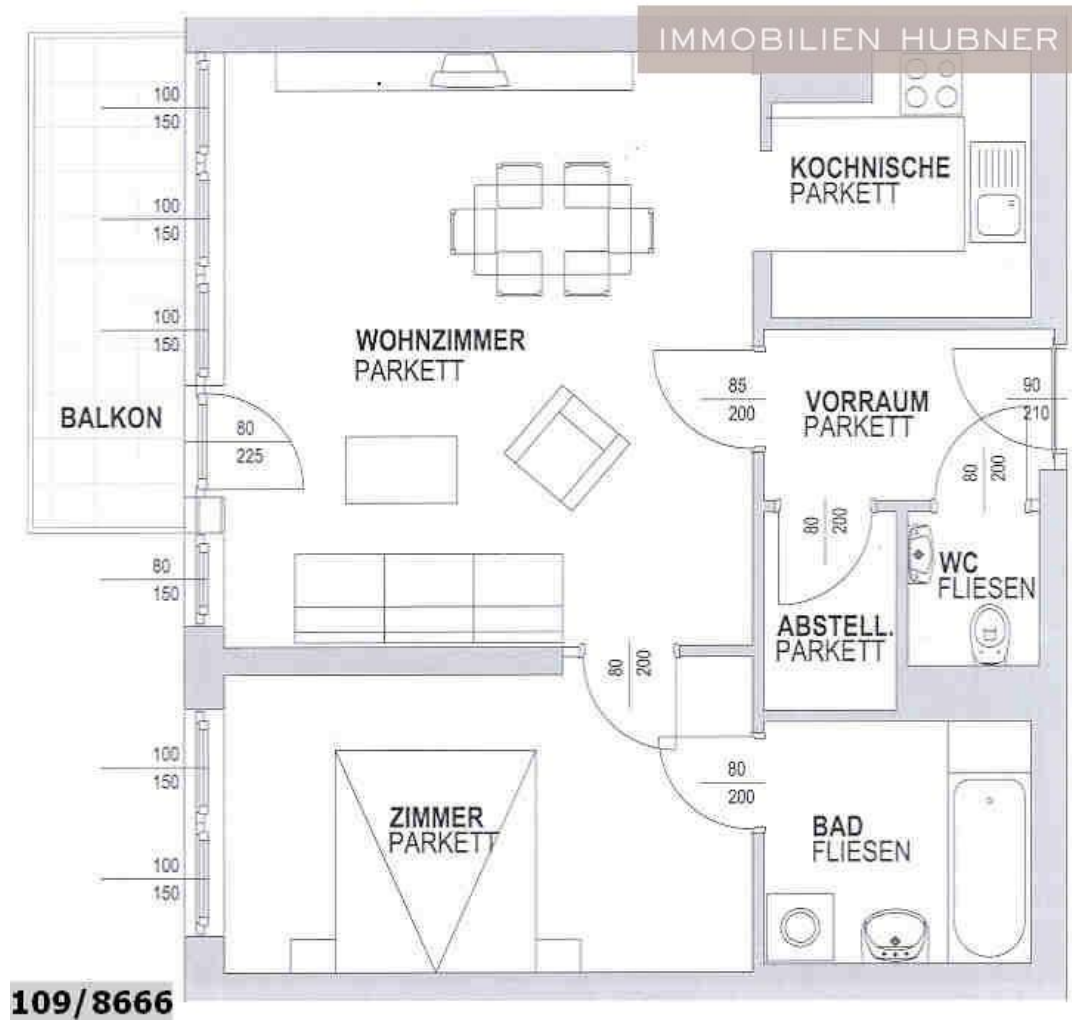 IMMOBILIEN HUBNER
100
150
100
150
KOCHNISCHE
PARKETT
100
150
WOHNZIMMER
PARKETT
85
200
90
210
VORRAUM
PARKETT
BALKON
80
225
80
200
80
200
80
150
WC
FLIESEN
ABSTELL.
PARKETT
80
200
100
150
80
200
ZIMMER
PARKETT
BAD
FLIESEN
100
150
109/8666